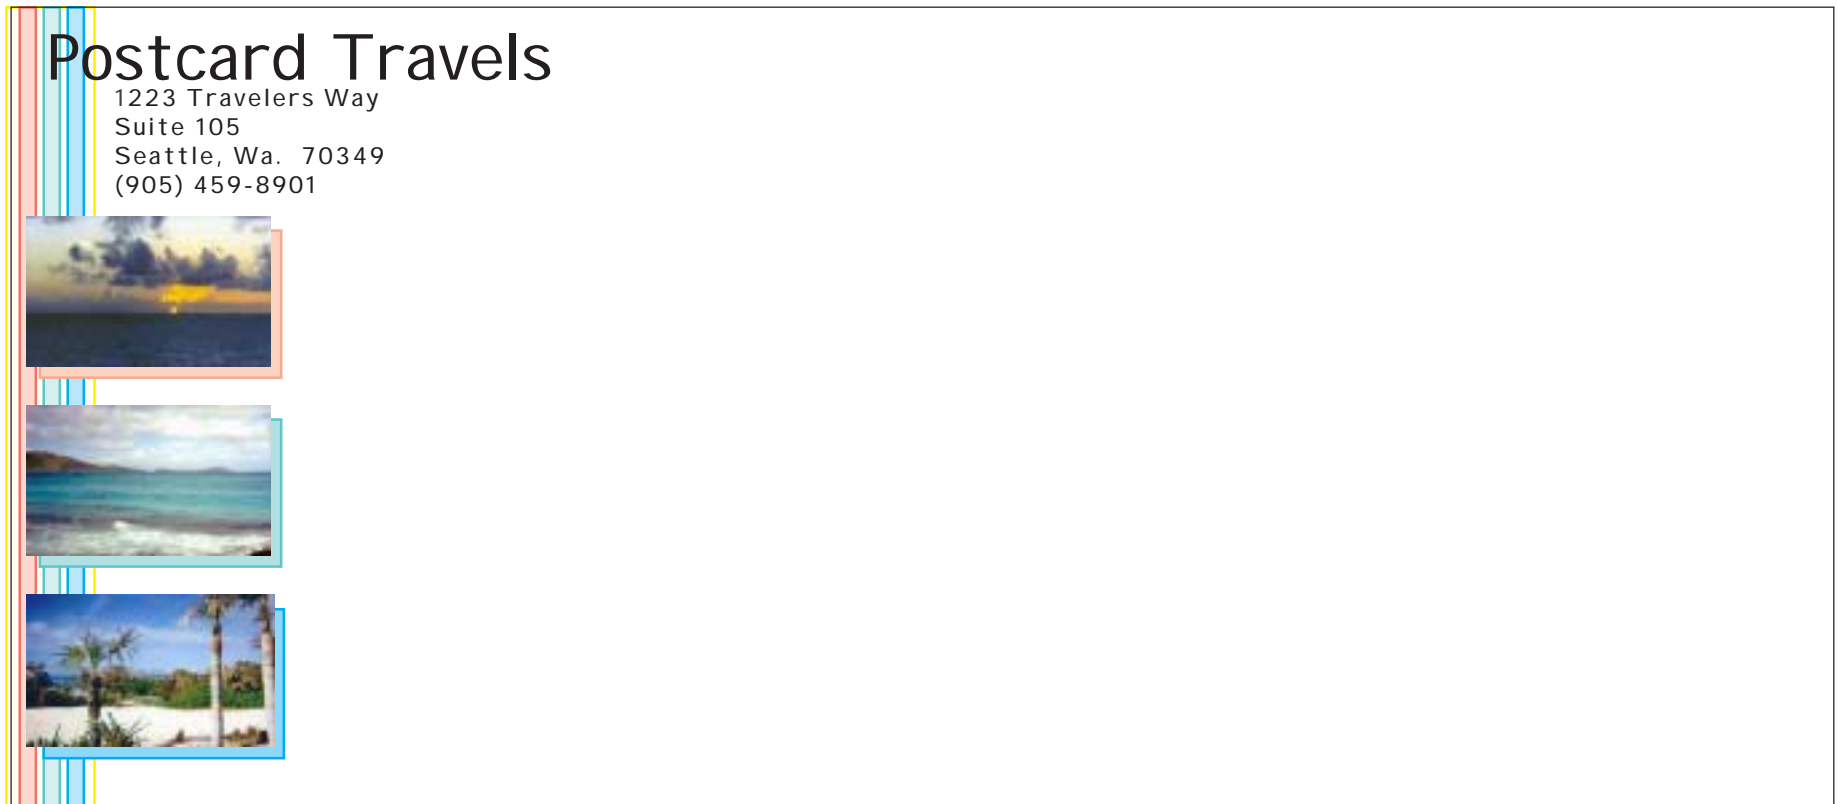 Postcard Travels
1223 Travelers Way
Suite 105
Seattle, Wa.  70349
(905) 459-8901